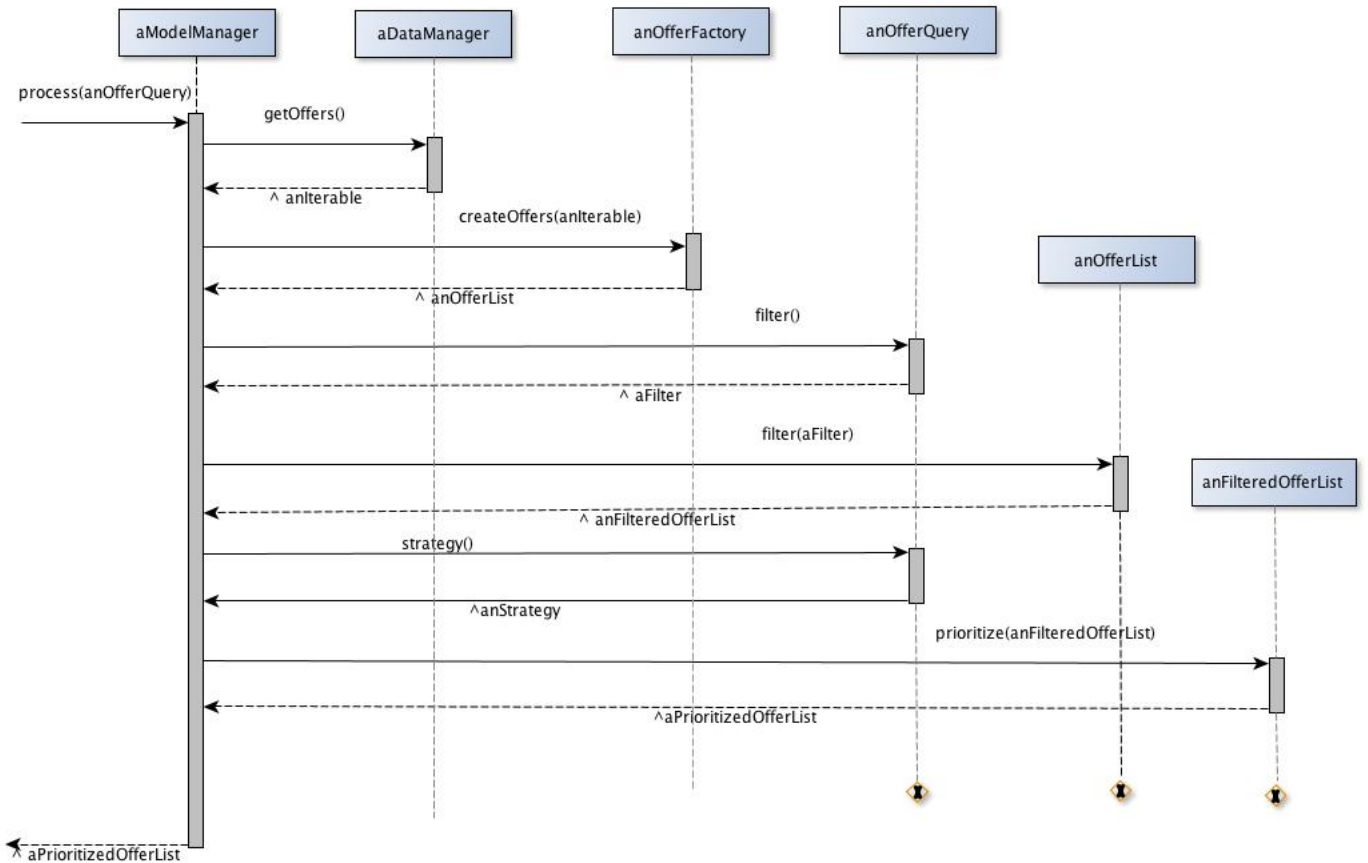 aModelManager
aDataManager
anOfferFactory
anOfferQuery
process(anOfferQuery)
getOffers()
^ anIterable
createOffers(anIterable)
anOfferList
^ anOfferList
filter()
^ aFilter
filter(aFilter)
anFilteredOfferList
^ anFilteredOfferList
strategy()
^anStrategy
prioritize(anFilteredOfferList)
^aPrioritizedOfferList
^ aPrioritizedOfferList